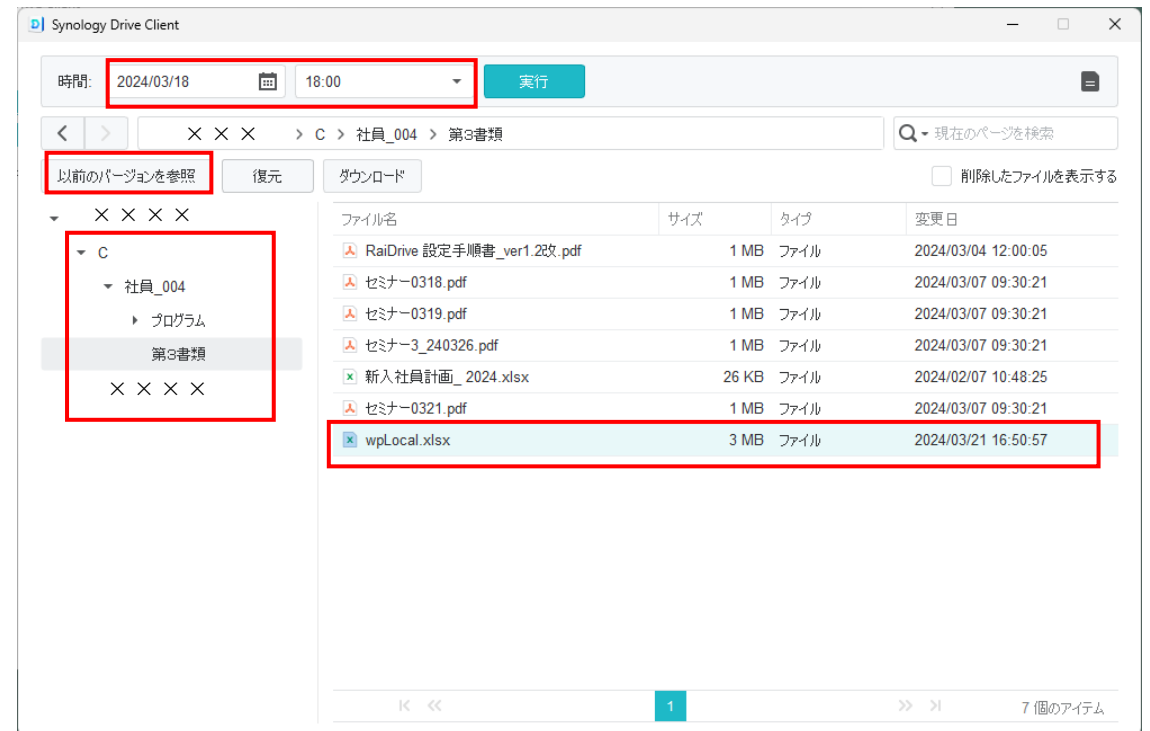 Synology Drive Client
時間: 2024/03/18 18:00 実行
××× > C > 社員_004 > 第3書類 現在のページを検索
以前のバージョンを参照 復元 ダウンロード 削除したファイルを表示する
××××
C
社員_004
プログラム
第3書類
××××
ファイル名 サイズ タイプ 変更日
RaiDrive 設定手順書_ver1.2改.pdf 1 MB ファイル 2024/03/04 12:00:05
セミナー0318.pdf 1 MB ファイル 2024/03/07 09:30:21
セミナー0319.pdf 1 MB ファイル 2024/03/07 09:30:21
セミナー3_240326.pdf 1 MB ファイル 2024/03/07 09:30:21
新入社員計画_ 2024.xlsx 26 KB ファイル 2024/02/07 10:48:25
セミナー0321.pdf 1 MB ファイル 2024/03/07 09:30:21
wpLocal.xlsx 3 MB ファイル 2024/03/21 16:50:57
1 7 個のアイテム